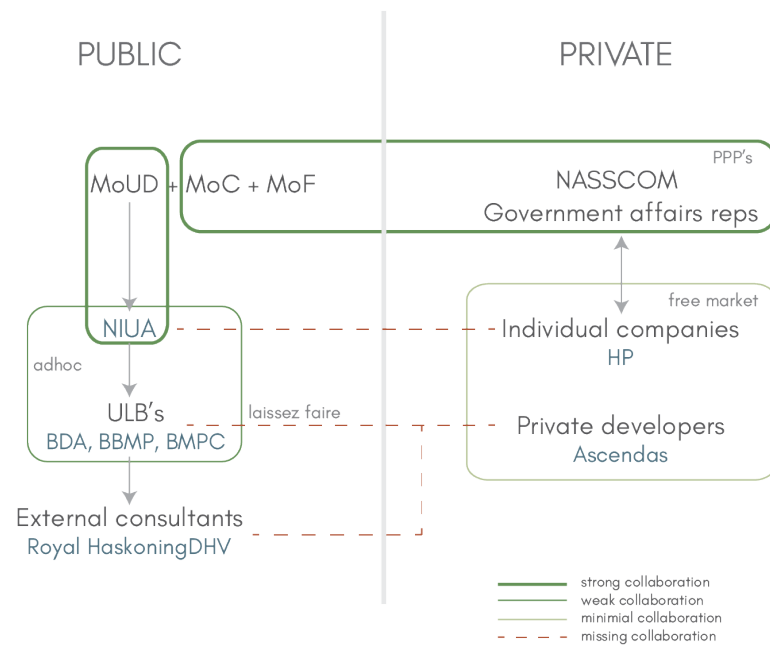 PUBLIC
PRIVATE
PPP's
MoUD + MoC + MoF
NASSCOM
Government affairs reps
free market
NIUA
Individual companies
HP
adhoc
ULB's
laissez faire
BDA, BBMP, BMPC
Private developers
Ascendas
External consultants
Royal HaskoningDHV
strong collaboration
weak collaboration
minimial collaboration
missing collaboration